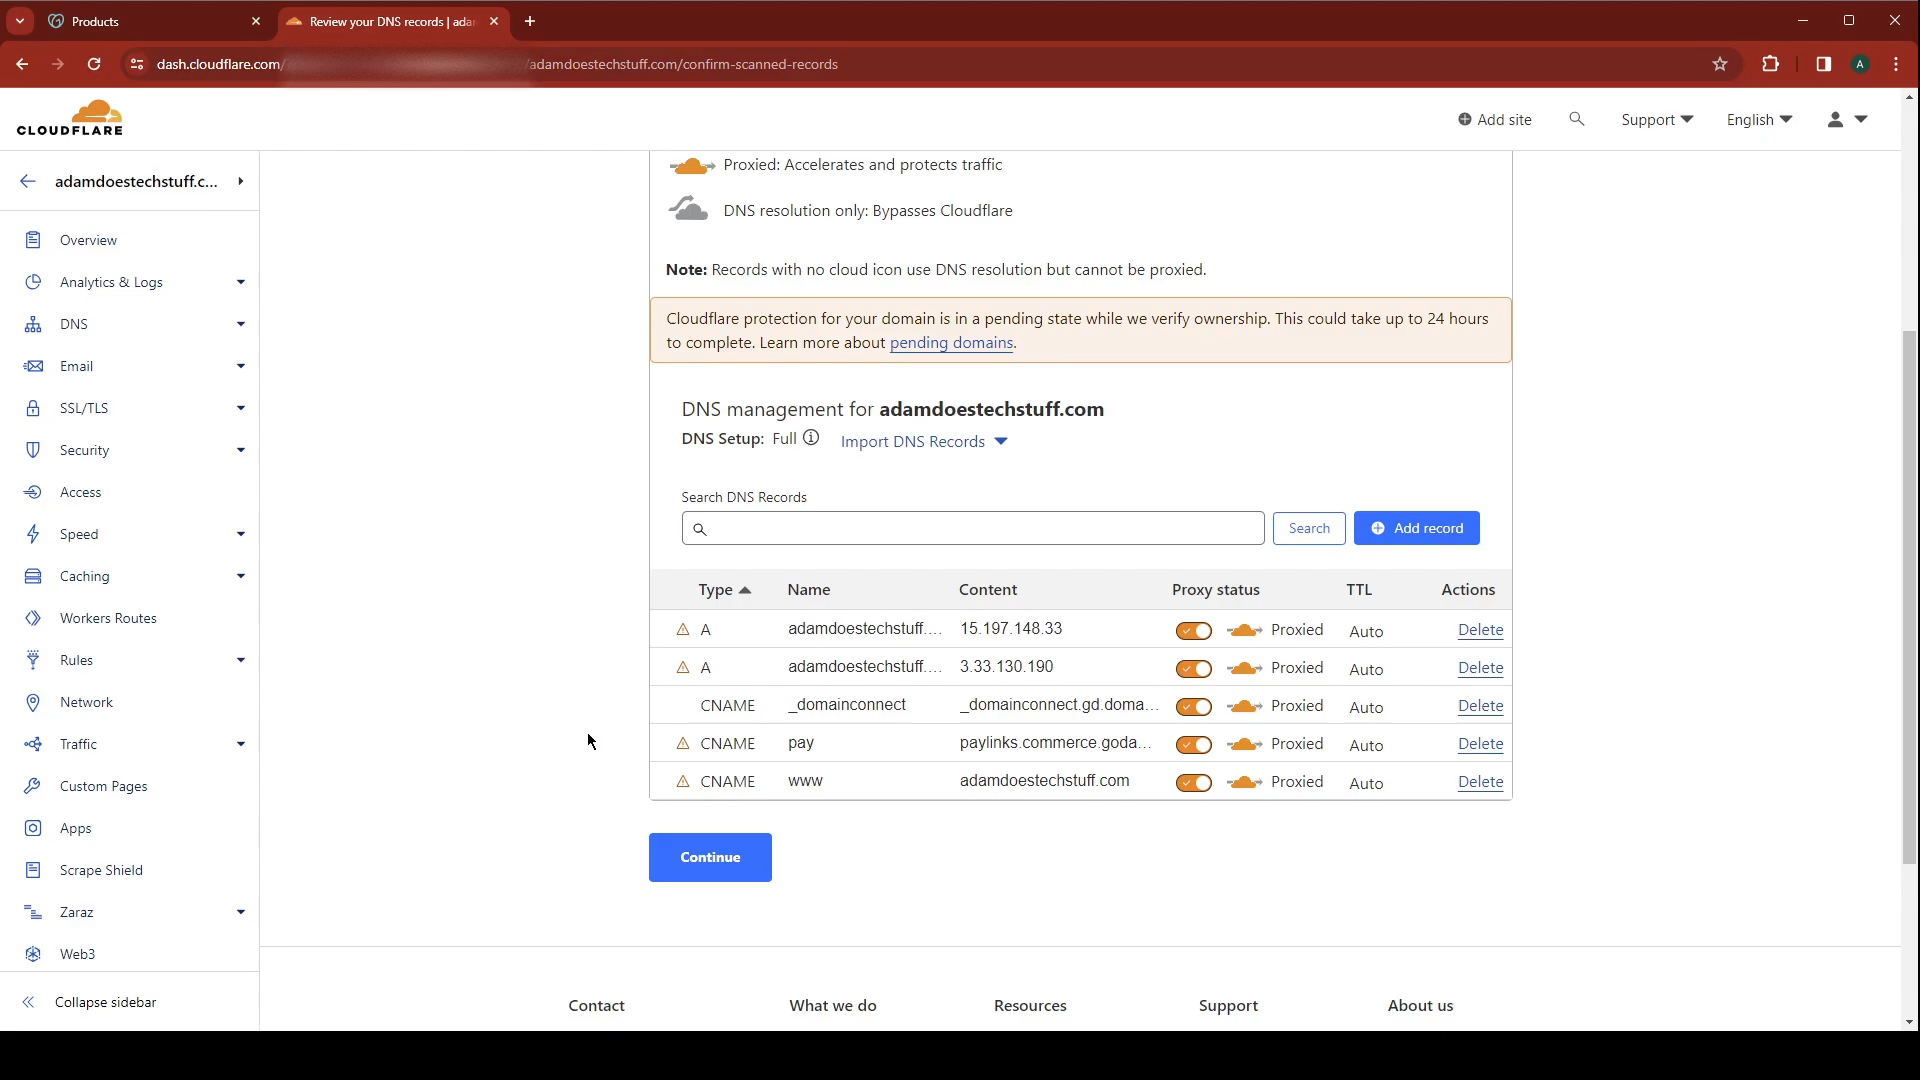 Products
Review your DNS records | ada
dash.cloudflare.com/
/adamdoestechstuff.com/confirm-scanned-records
A
CLOUDFLARE
Add site
Support
English
adamdoestechstuff.c...
Overview
Analytics & Logs
DNS
Email
SSL/TLS
Security
Access
Speed
Caching
Workers Routes
Rules
Network
Traffic
Custom Pages
Apps
Scrape Shield
Zaraz
Web3
Collapse sidebar
Proxied: Accelerates and protects traffic
DNS resolution only: Bypasses Cloudflare
Note: Records with no cloud icon use DNS resolution but cannot be proxied.
Cloudflare protection for your domain is in a pending state while we verify ownership. This could take up to 24 hours
to complete. Learn more about pending domains.
DNS management for adamdoestechstuff.com
DNS Setup: Full
Import DNS Records
Search DNS Records
Search
Add record
Type Name Content Proxy status TTL Actions
A adamdoestechstuff.... 15.197.148.33 Proxied Auto Delete
A adamdoestechstuff.... 3.33.130.190 Proxied Auto Delete
CNAME _domainconnect _domainconnect.gd.doma... Proxied Auto Delete
CNAME pay paylinks.commerce.goda... Proxied Auto Delete
CNAME www adamdoestechstuff.com Proxied Auto Delete
Continue
Contact What we do Resources Support About us